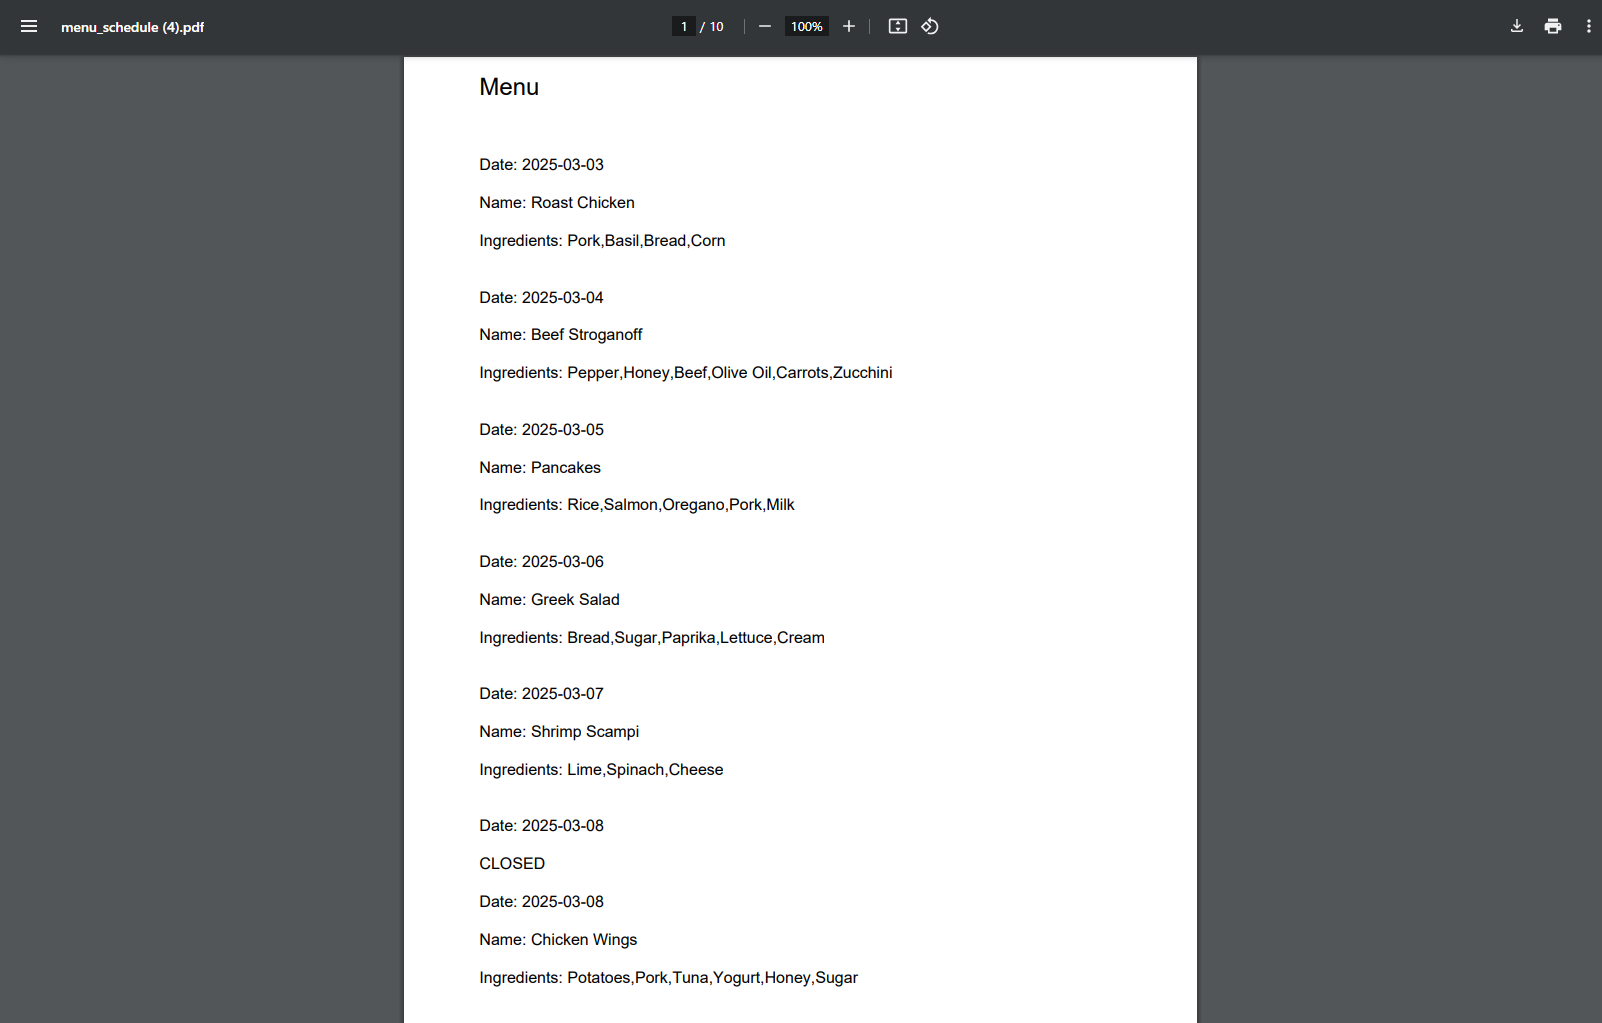 menu_schedule (4).pdf
1 / 10
100%
Menu
Date: 2025-03-03
Name: Roast Chicken
Ingredients: Pork,Basil,Bread,Corn
Date: 2025-03-04
Name: Beef Stroganoff
Ingredients: Pepper,Honey,Beef,Olive Oil,Carrots,Zucchini
Date: 2025-03-05
Name: Pancakes
Ingredients: Rice,Salmon,Oregano,Pork,Milk
Date: 2025-03-06
Name: Greek Salad
Ingredients: Bread,Sugar,Paprika,Lettuce,Cream
Date: 2025-03-07
Name: Shrimp Scampi
Ingredients: Lime,Spinach,Cheese
Date: 2025-03-08
CLOSED
Date: 2025-03-08
Name: Chicken Wings
Ingredients: Potatoes,Pork,Tuna,Yogurt,Honey,Sugar